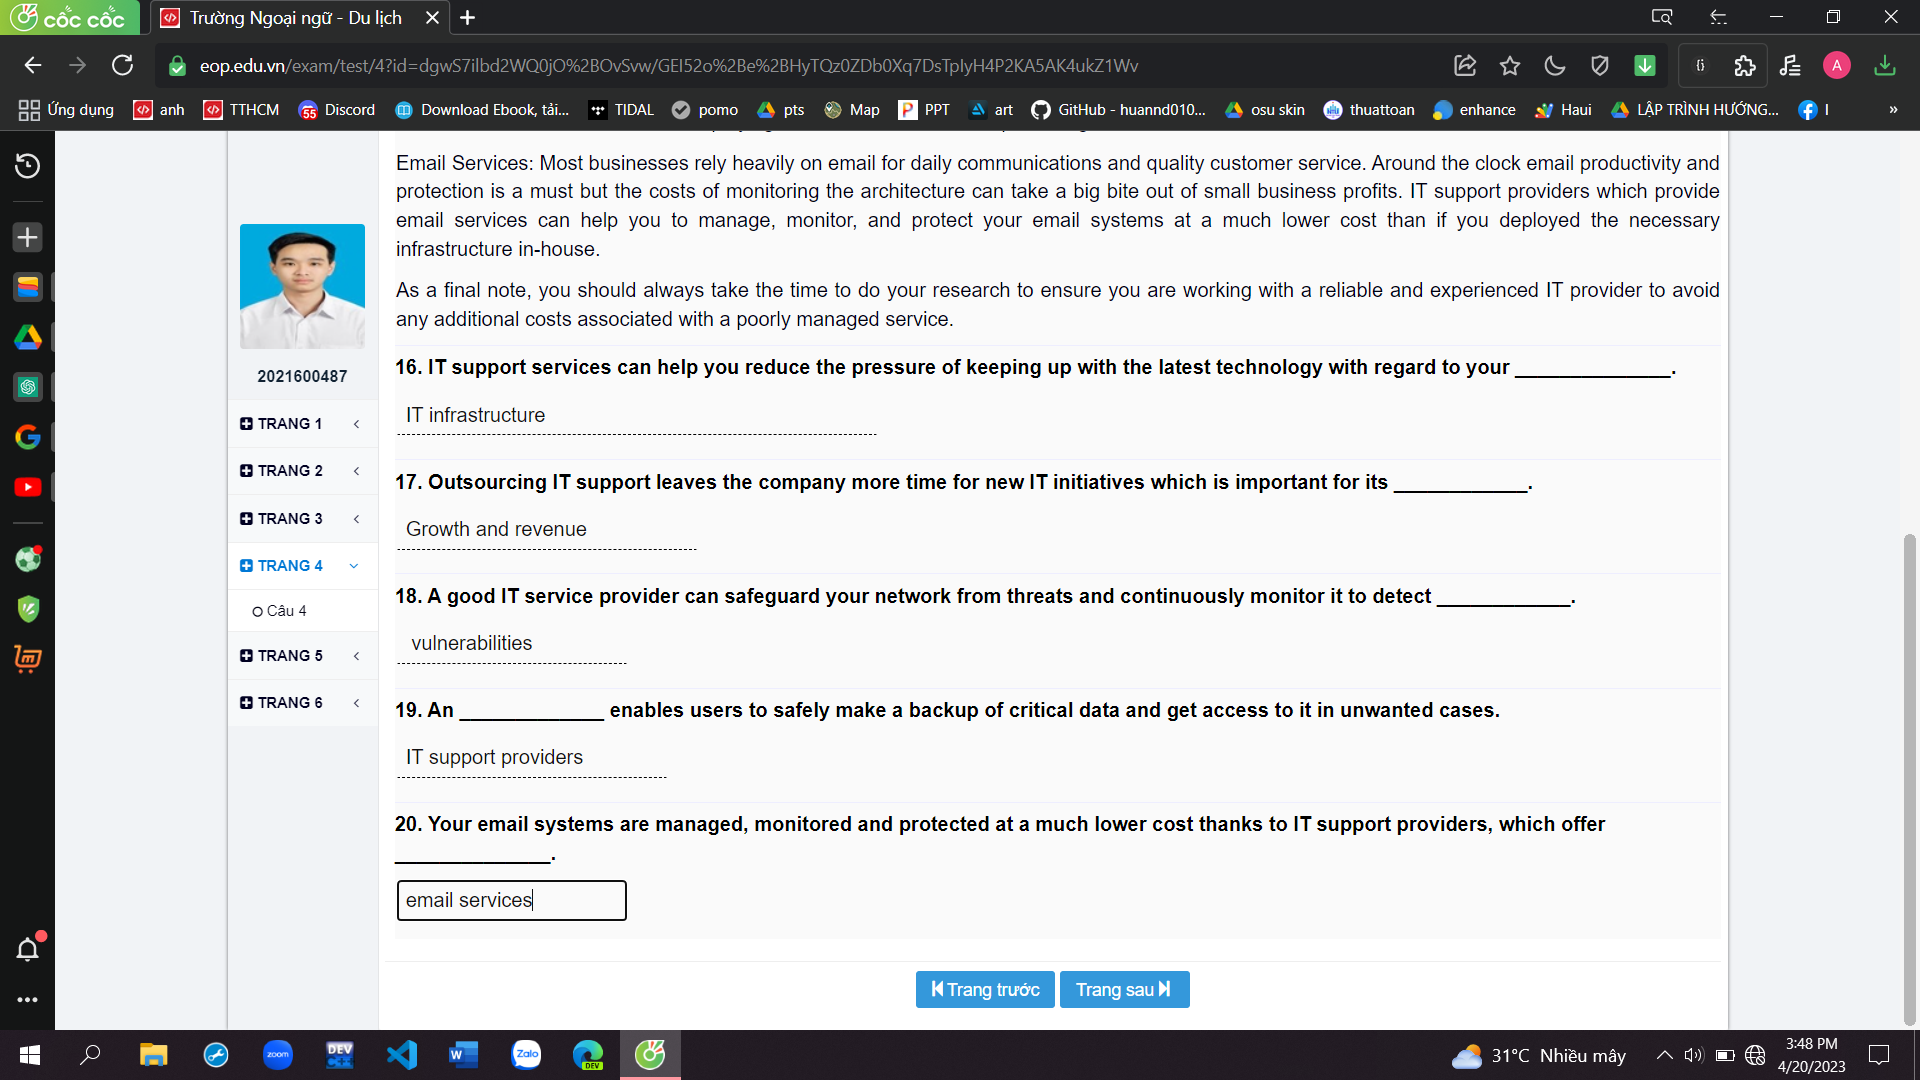 cốc cốc
Trường Ngoại ngữ - Du lịch
eop.edu.vn/exam/test/4?id=dgwS7ilbd2WQ0jO%2BOvSvw/GEI52o%2Be%2BHyTQz0ZDb0Xq7DsTpIyH4P2KA5AK4ukZ1Wv
A
Ứng dụng anh TTHCM Discord Download Ebook, tải... TIDAL pomo pts Map PPT art GitHub - huannd010... osu skin thuattoan enhance Haui LẬP TRÌNH HƯỚNG... I »
Email Services: Most businesses rely heavily on email for daily communications and quality customer service. Around the clock email productivity and
protection is a must but the costs of monitoring the architecture can take a big bite out of small business profits. IT support providers which provide
email services can help you to manage, monitor, and protect your email systems at a much lower cost than if you deployed the necessary
infrastructure in-house.
As a final note, you should always take the time to do your research to ensure you are working with a reliable and experienced IT provider to avoid
any additional costs associated with a poorly managed service.
2021600487
TRANG 1
TRANG 2
TRANG 3
TRANG 4
Câu 4
TRANG 5
TRANG 6
16. IT support services can help you reduce the pressure of keeping up with the latest technology with regard to your ______________.
IT infrastructure
17. Outsourcing IT support leaves the company more time for new IT initiatives which is important for its ____________.
Growth and revenue
18. A good IT service provider can safeguard your network from threats and continuously monitor it to detect ____________.
vulnerabilities
19. An _____________ enables users to safely make a backup of critical data and get access to it in unwanted cases.
IT support providers
20. Your email systems are managed, monitored and protected at a much lower cost thanks to IT support providers, which offer
______________.
email services
Trang trước Trang sau
zoom DEV C++ W Zalo DEV
31°C Nhiều mây
3:48 PM
4/20/2023